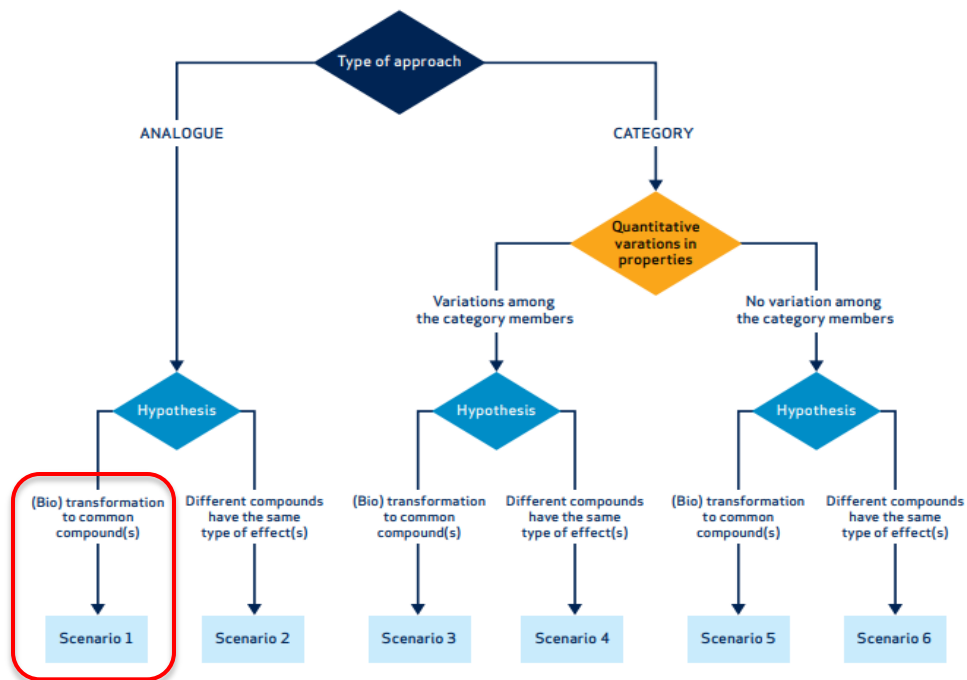 Type of approach
ANALOGUE
CATEGORY
Quantitative
varations in
properties
Variations among
the category members
No variation among
the category members
Hypothesis
Hypothesis
Hypothesis
(Bio) transformation
to common
compound(s)
Different compounds
have the same
type of effect(s)
(Bio) transformation
to common
compound(s)
Different compounds
have the same
type of effect(s)
(Bio) transformation
to common
compound(s)
Different compounds
have the same
type of effect(s)
Scenario 1
Scenario 2
Scenario 3
Scenario 4
Scenario 5
Scenario 6